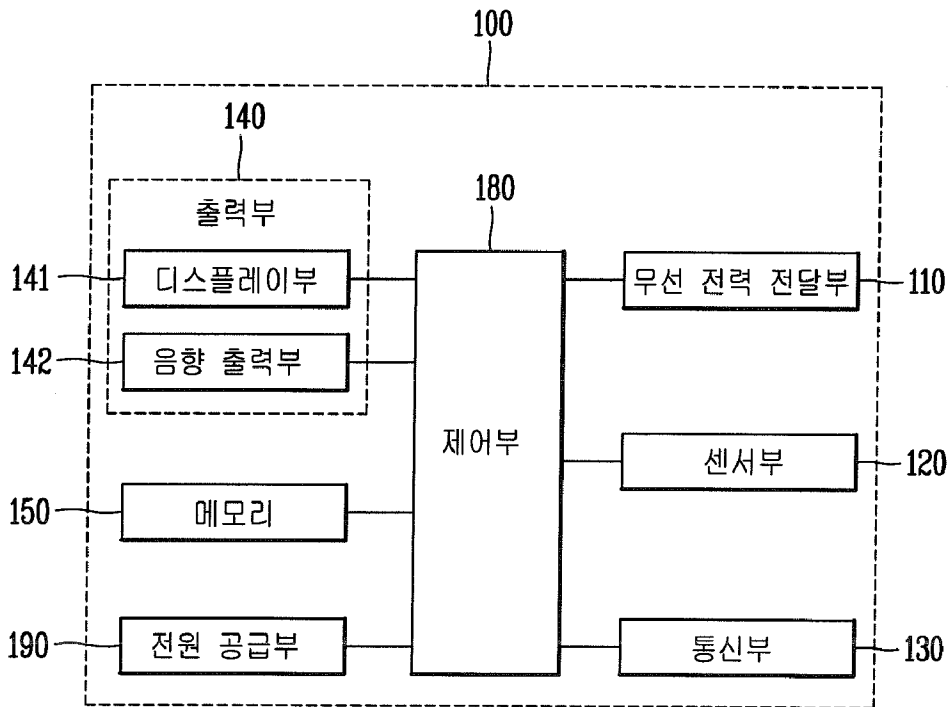 100
140
180
출력부
141
디스플레이부
무선 전력 전달부
110
142
음향 출력부
제어부
센서부
120
150
메모리
190
전원 공급부
통신부
130